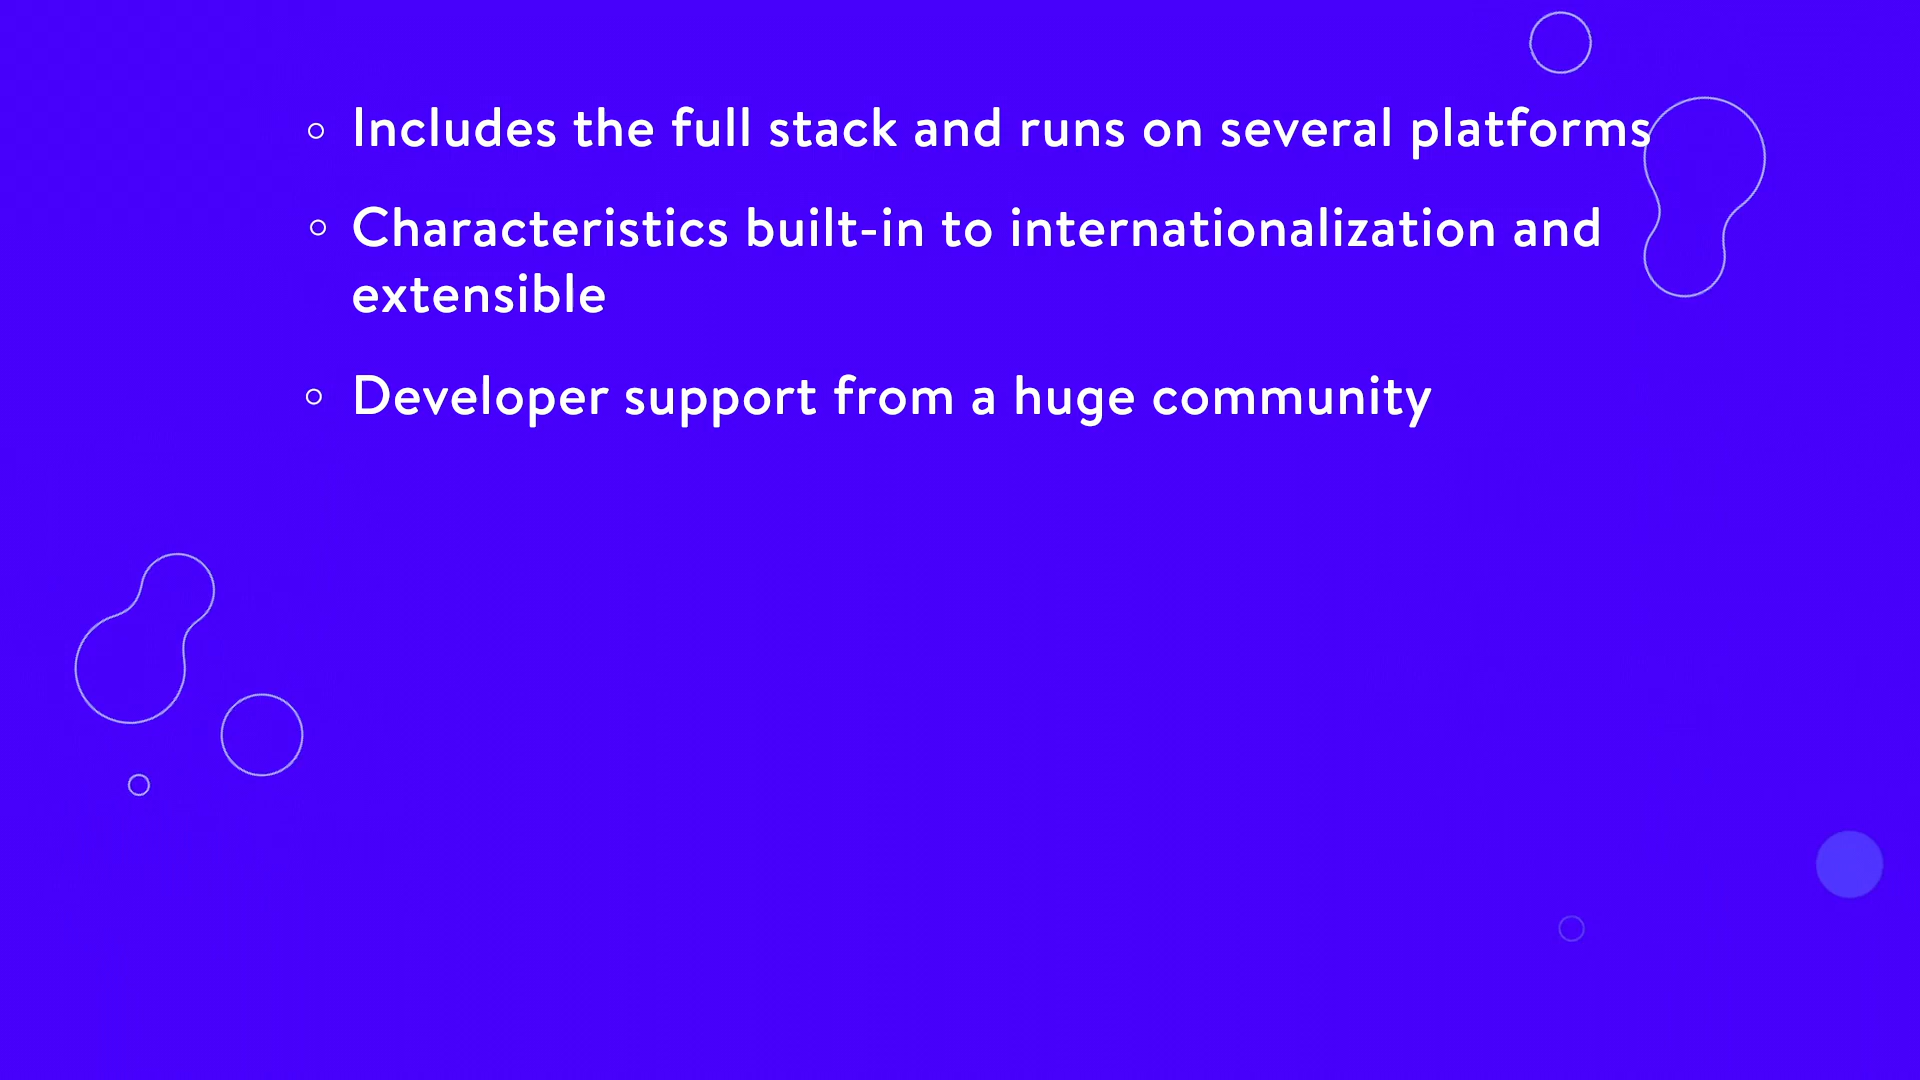 Includes the full stack and runs on several platforms
Characteristics built-in to internationalization and
extensible
Developer support from a huge community